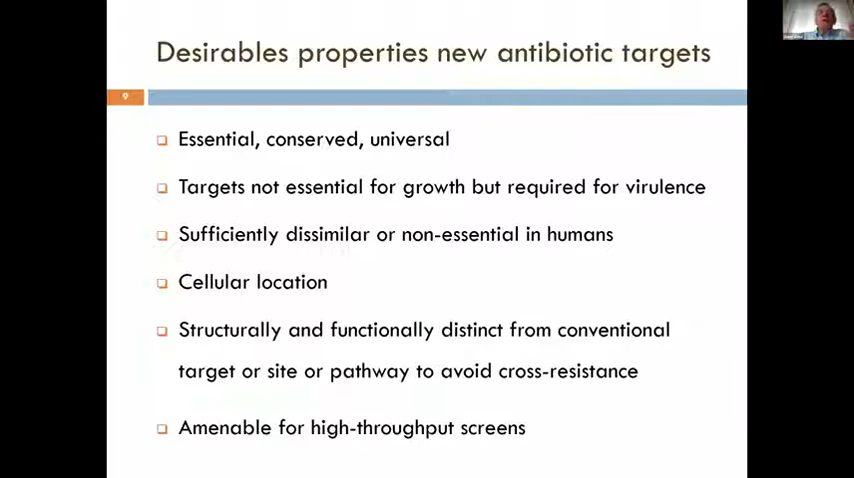 Desirables properties new antibiotic targets
9
Essential, conserved, universal
Targets not essential for growth but required for virulence
Sufficiently dissimilar or non-essential in humans
Cellular location
Structurally and functionally distinct from conventional
target or site or pathway to avoid cross-resistance
Amenable for high-throughput screens